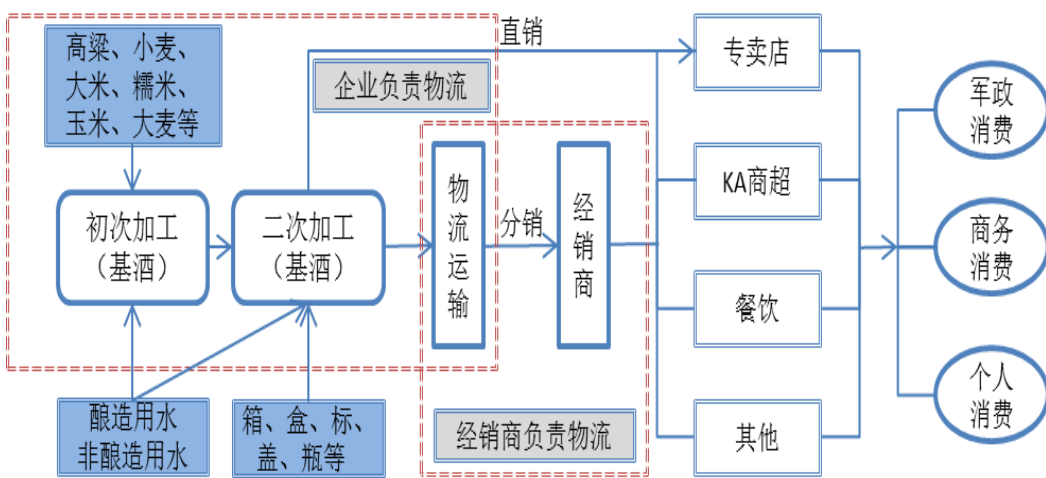 高粱、小麦、
大米、糯米、
玉米、大麦等
企业负责物流
直销
专卖店
军政
消费
初次加工
（基酒）
二次加工
（基酒）
物
流
运
输
分销
经
销
商
KA商超
商务
消费
餐饮
酿造用水
非酿造用水
箱、盒、标、
盖、瓶等
经销商负责物流
其他
个人
消费